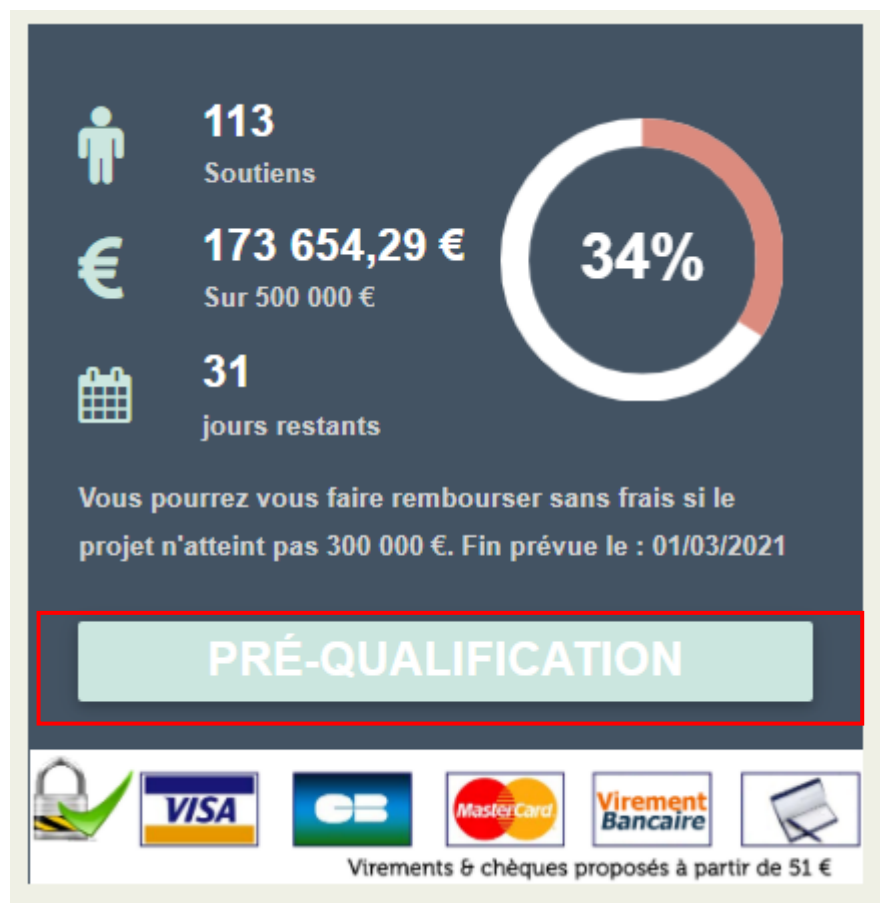 113
Soutiens
173 654,29 €
Sur 500 000 €
31
jours restants
34%
Vous pourrez vous faire rembourser sans frais si le
projet n'atteint pas 300 000 €. Fin prévue le : 01/03/2021
PRÉ-QUALIFICATION
VISA
CB
MasterCard
Virement
Bancaire
Virements & chèques proposés à partir de 51 €